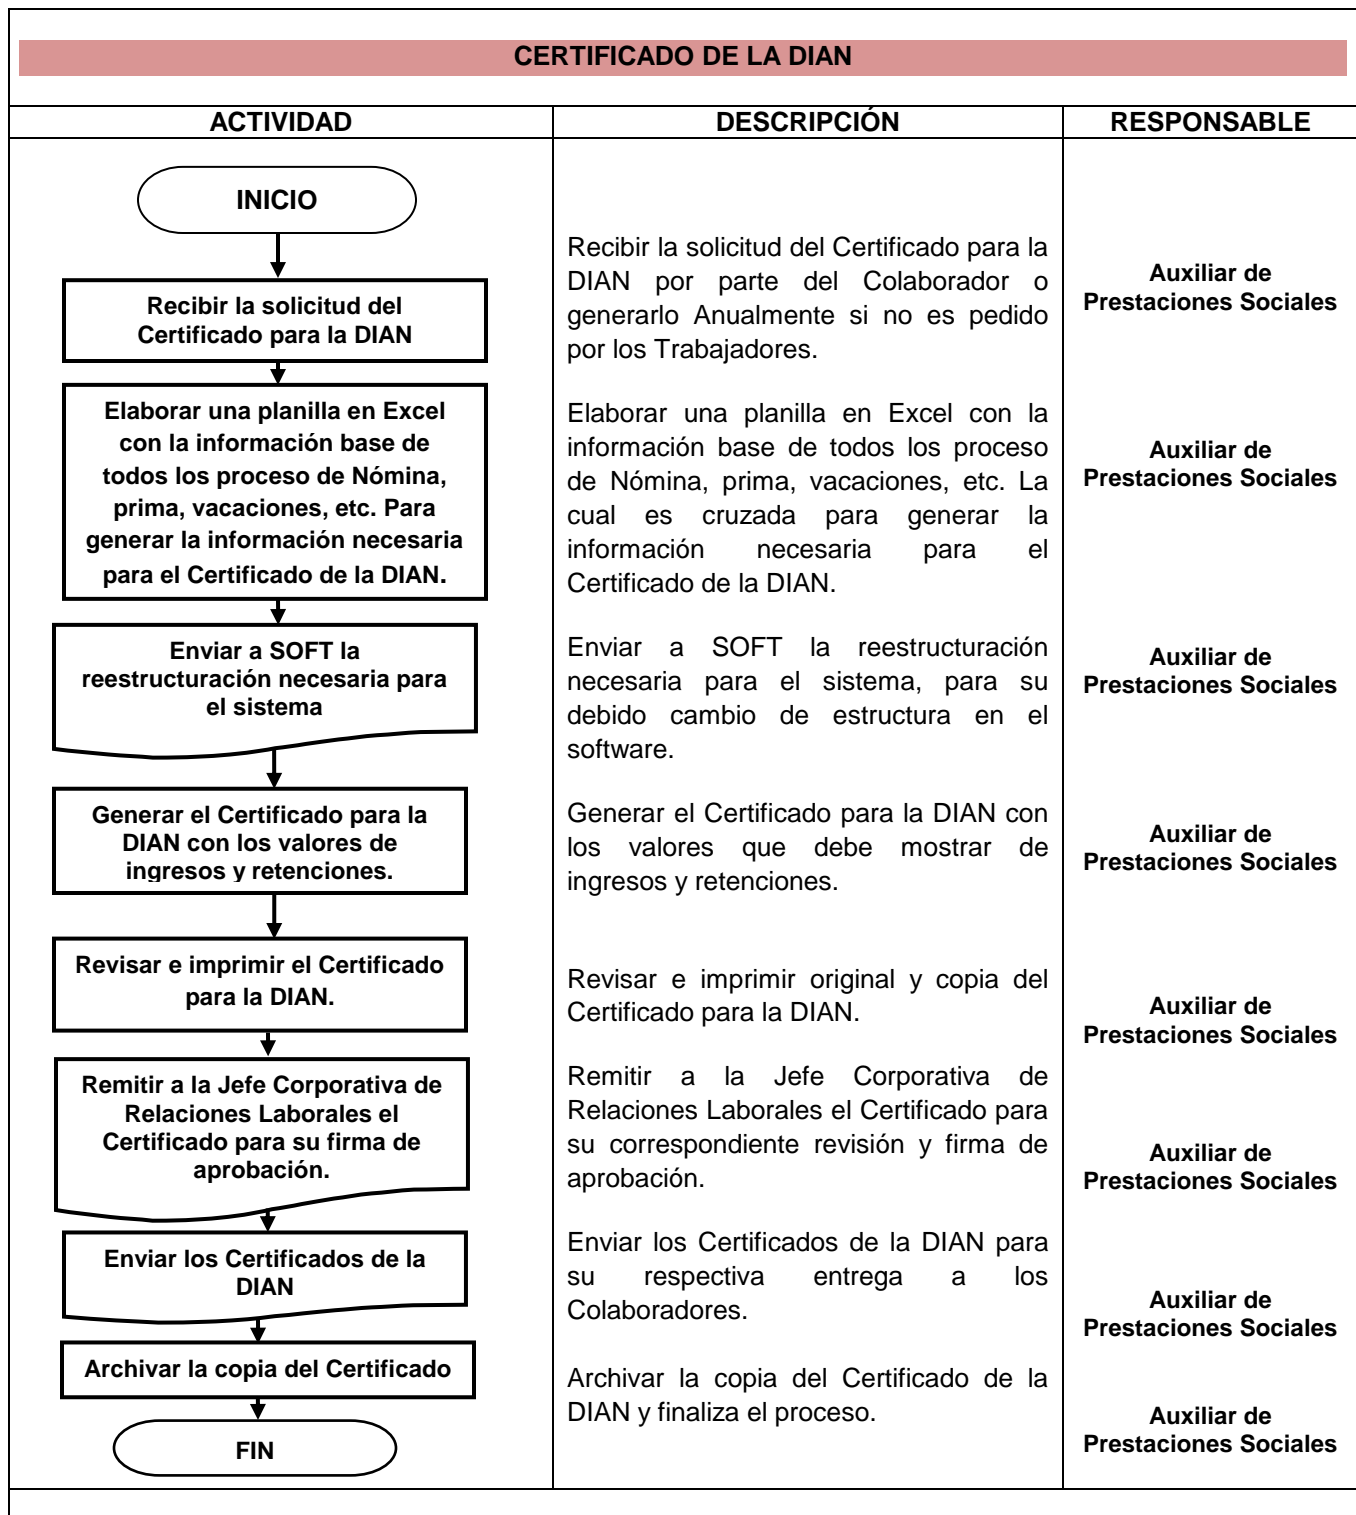 CERTIFICADO DE LA DIAN
ACTIVIDAD
DESCRIPCIÓN
RESPONSABLE
INICIO
Recibir la solicitud del
Certificado para la DIAN
Recibir la solicitud del Certificado para la
DIAN por parte del Colaborador o
generarlo Anualmente si no es pedido
por los Trabajadores.
Auxiliar de
Prestaciones Sociales
Elaborar una planilla en Excel
con la información base de
todos los proceso de Nómina,
prima, vacaciones, etc. Para
generar la información necesaria
para el Certificado de la DIAN.
Elaborar una planilla en Excel con la
información base de todos los proceso
de Nómina, prima, vacaciones, etc. La
cual es cruzada para generar la
información necesaria para el
Certificado de la DIAN.
Auxiliar de
Prestaciones Sociales
Enviar a SOFT la
reestructuración necesaria para
el sistema
Enviar a SOFT la reestructuración
necesaria para el sistema, para su
debido cambio de estructura en el
software.
Auxiliar de
Prestaciones Sociales
Generar el Certificado para la
DIAN con los valores de
ingresos y retenciones.
Generar el Certificado para la DIAN con
los valores que debe mostrar de
ingresos y retenciones.
Auxiliar de
Prestaciones Sociales
Revisar e imprimir el Certificado
para la DIAN.
Revisar e imprimir original y copia del
Certificado para la DIAN.
Auxiliar de
Prestaciones Sociales
Remitir a la Jefe Corporativa de
Relaciones Laborales el
Certificado para su firma de
aprobación.
Remitir a la Jefe Corporativa de
Relaciones Laborales el Certificado para
su correspondiente revisión y firma de
aprobación.
Auxiliar de
Prestaciones Sociales
Enviar los Certificados de la
DIAN
Enviar los Certificados de la DIAN para
su respectiva entrega a los
Colaboradores.
Auxiliar de
Prestaciones Sociales
Archivar la copia del Certificado
Archivar la copia del Certificado de la
DIAN y finaliza el proceso.
Auxiliar de
Prestaciones Sociales
FIN